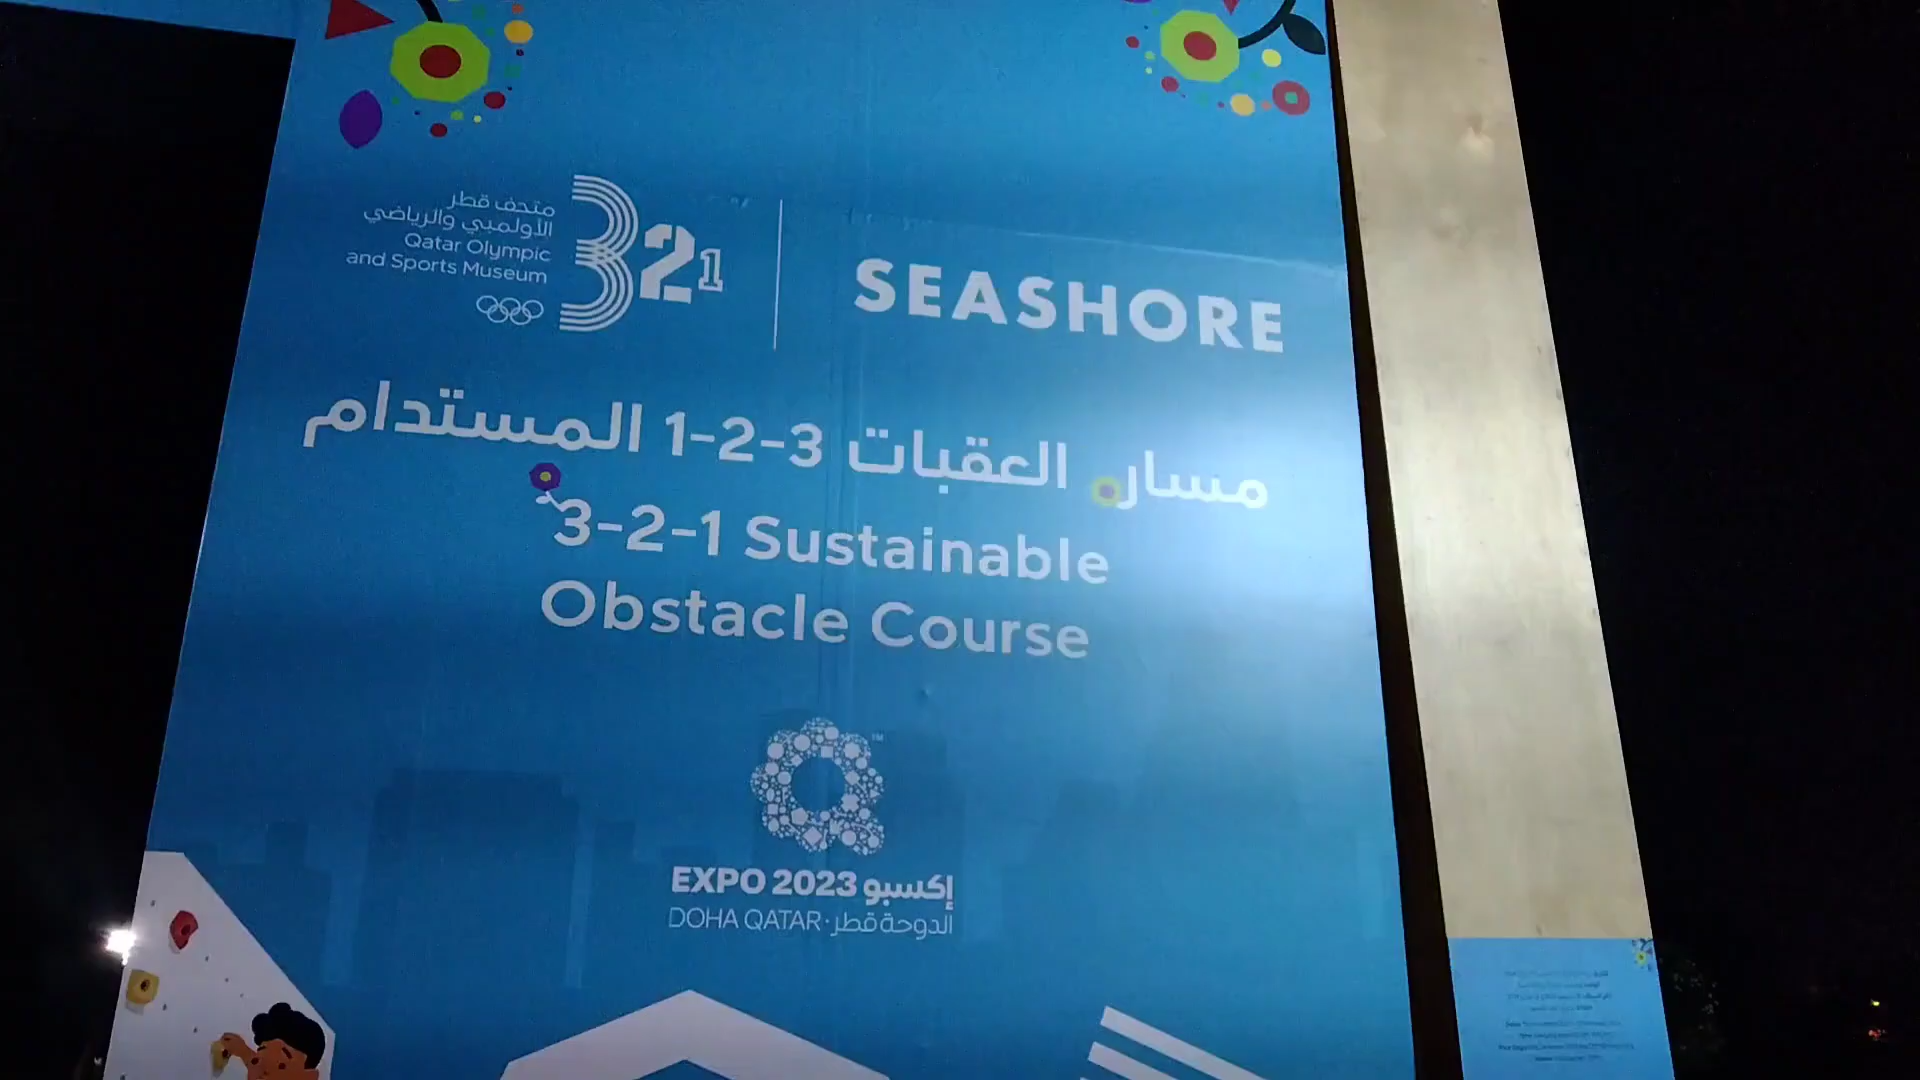 متحف قطر
الأولمبي والرياضي
Qatar Olympic
and Sports Museum
321
SEASHORE
مسار العقبات 3-2-1 المستدام
3-2-1 Sustainable
Obstacle Course
EXPO 2023 إكسبو
DOHA QATAR · الدوحة قطر